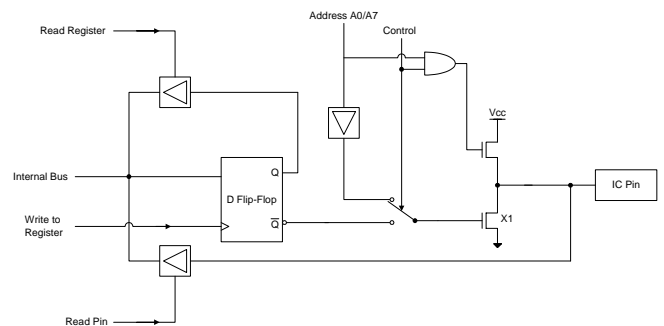 Address A0/A7
Read Register
Control
Vcc
Internal Bus
Q
D Flip-Flop
IC Pin
Write to
Register
Q
X1
Read Pin